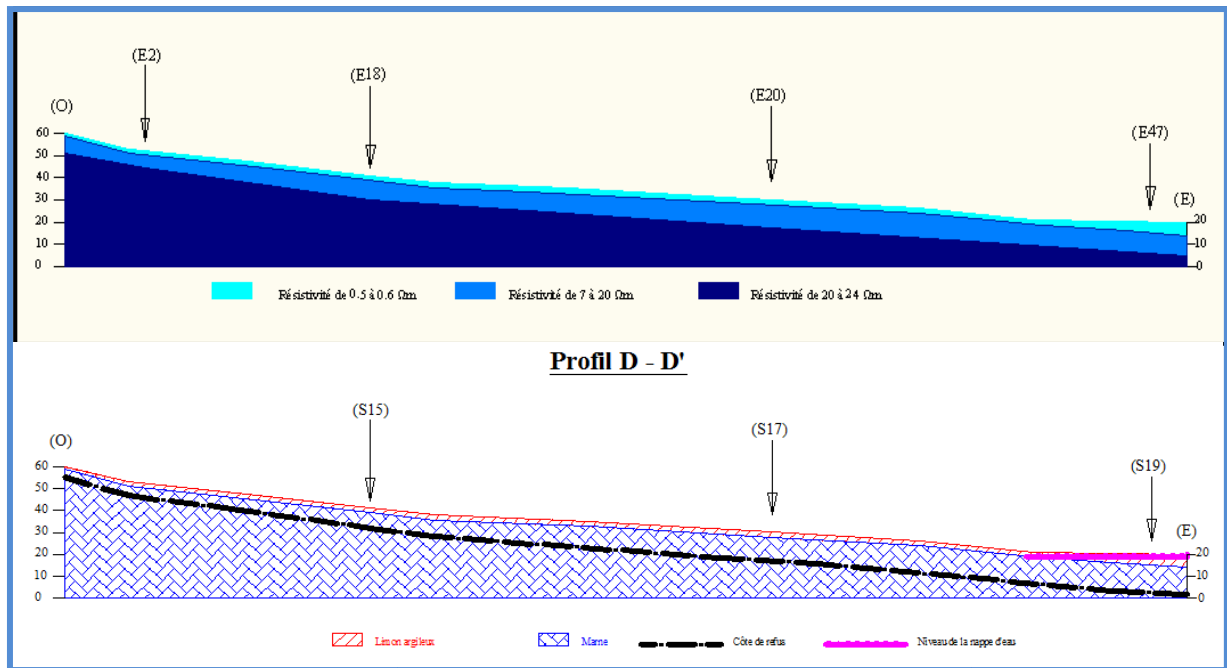 (E2)
(E18)
(E20)
(E47)
(O)
(E)
60
50
40
30
20
10
0
20
10
0
Résistivité de 0.5 à 0.6 Ωm
Résistivité de 7 à 20 Ωm
Résistivité de 20 à 24 Ωm
Profil D - D'
(S15)
(S17)
(S19)
(O)
(E)
60
50
40
30
20
10
0
20
10
0
Limon argileux
Marne
Côte de refus
Niveau de la nappe d'eau